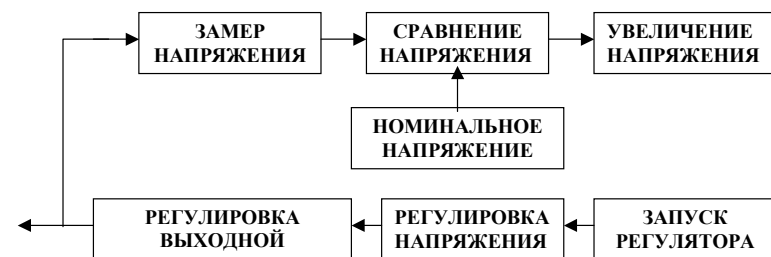 ЗАМЕР
НАПРЯЖЕНИЯ
СРАВНЕНИЕ
НАПРЯЖЕНИЯ
УВЕЛИЧЕНИЕ
НАПРЯЖЕНИЯ
НОМИНАЛЬНОЕ
НАПРЯЖЕНИЕ
РЕГУЛИРОВКА
ВЫХОДНОЙ
РЕГУЛИРОВКА
НАПРЯЖЕНИЯ
ЗАПУСК
РЕГУЛЯТОРА